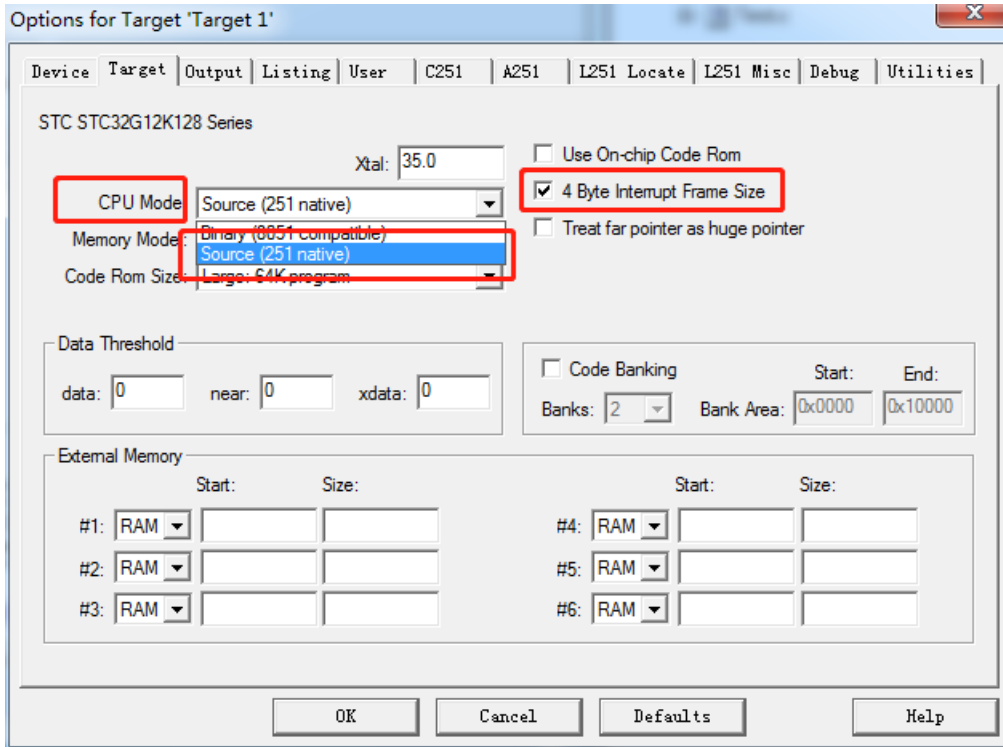 Options for Target 'Target 1'
Device Target Output Listing User C251 A251 L251 Locate L251 Misc Debug Utilities
STC STC32G12K128 Series
Xtal: 35.0
Use On-chip Code Rom
CPU Mode Source (251 native)
4 Byte Interrupt Frame Size
Binary (8051 compatible)
Memory Model:
Treat far pointer as huge pointer
Source (251 native)
Code Rom Size: Large: 64K program
Data Threshold
data: 0 near: 0 xdata: 0
Code Banking Start: End:
Banks: 2 Bank Area: 0x0000 0x10000
External Memory
Start: Size: Start: Size:
#1: RAM #4: RAM
#2: RAM #5: RAM
#3: RAM #6: RAM
OK Cancel Defaults Help